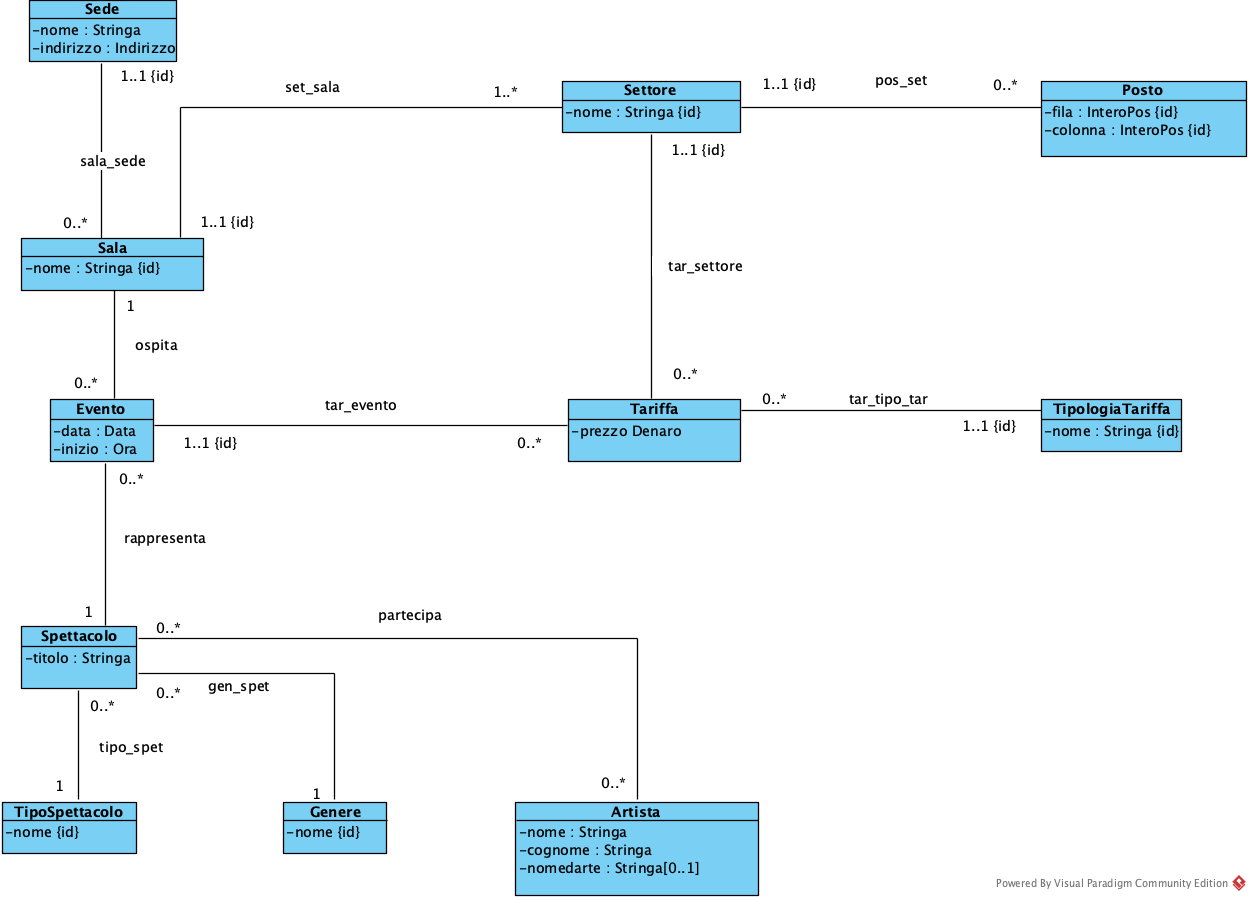 Sede
-nome : Stringa
-indirizzo : Indirizzo
1..1 {id}
sala_sede
0..*
set_sala
1..*
1..1 {id}
Settore
-nome : Stringa {id}
1..1 {id}
pos_set
0..*
Posto
-fila : InteroPos {id}
-colonna : InteroPos {id}
1..1 {id}
tar_settore
0..*
Sala
-nome : Stringa {id}
1
ospita
0..*
Evento
-data : Data
-inizio : Ora
tar_evento
1..1 {id}
0..*
Tariffa
-prezzo Denaro
0..*
tar_tipo_tar
1..1 {id}
TipologiaTariffa
-nome : Stringa {id}
0..*
rappresenta
1
Spettacolo
-titolo : Stringa
0..*
partecipa
0..*
0..*
gen_spet
1
0..*
tipo_spet
1
TipoSpettacolo
-nome {id}
Genere
-nome {id}
Artista
-nome : Stringa
-cognome : Stringa
-nomedarte : Stringa[0..1]
Powered By Visual Paradigm Community Edition